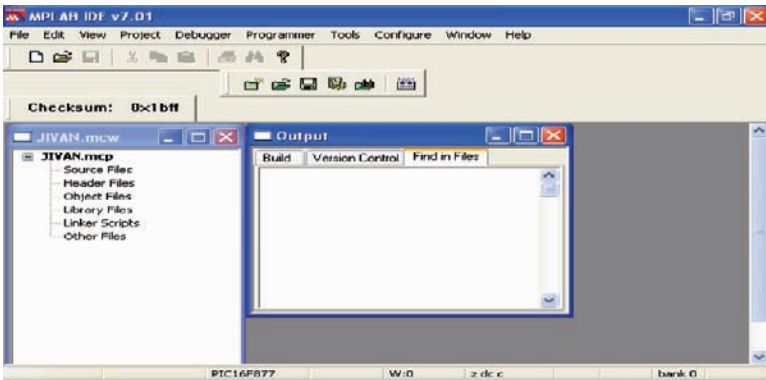 MPLAB IDE v7.01
File Edit View Project Debugger Programmer Tools Configure Window Help
Checksum: 0x1bff
JIVAN.mcw
Output
JIVAN.mcp
Source Files
Header Files
Object Files
Library Files
Linker Scripts
Other Files
Build Version Control Find in Files
PIC16F877 W:0 z dc c bank 0